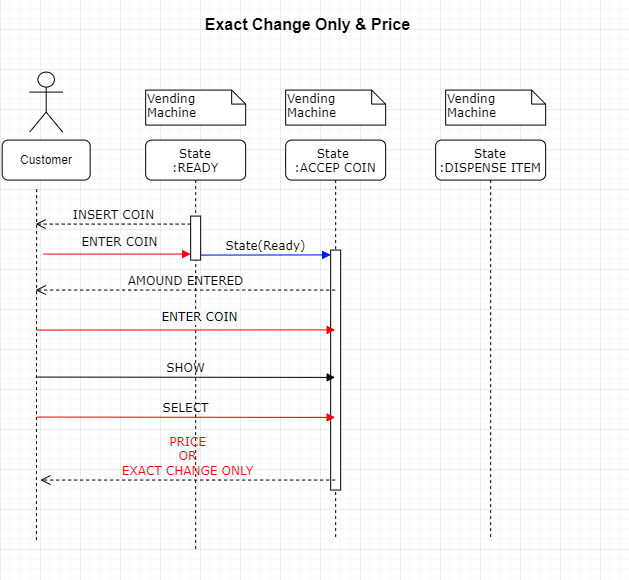 Exact Change Only & Price
Vending
Machine
Vending
Machine
Vending
Machine
Customer
State
:READY
State
:ACCEP COIN
State
:DISPENSE ITEM
INSERT COIN
ENTER COIN
State(Ready)
AMOUND ENTERED
ENTER COIN
SHOW
SELECT
PRICE
OR
EXACT CHANGE ONLY